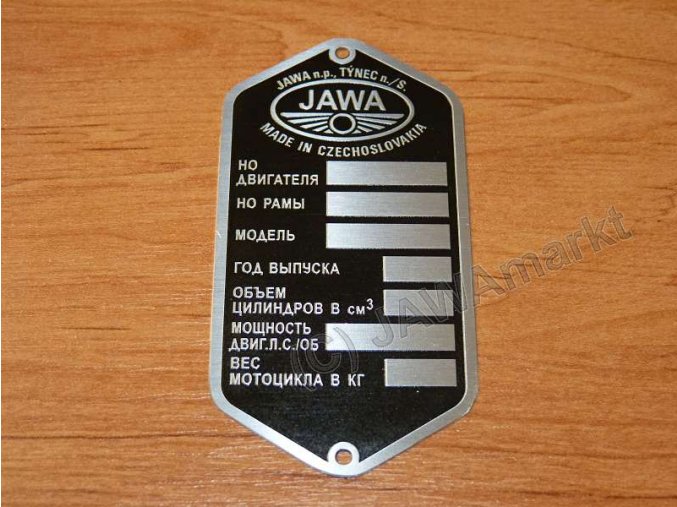 JAWA n.p., TÝNEC n./S.
JAWA
MADE IN CZECHOSLOVAKIA
НО
ДВИГАТЕЛЯ
НО РАМЫ
МОДЕЛЬ
ГОД ВЫПУСКА
ОБЪЕМ
ЦИЛИНДРОВ В см³
МОЩНОСТЬ
ДВИГ.Л.С./ОБ
ВЕС
МОТОЦИКЛА В КГ
(C) JAWAmarkt